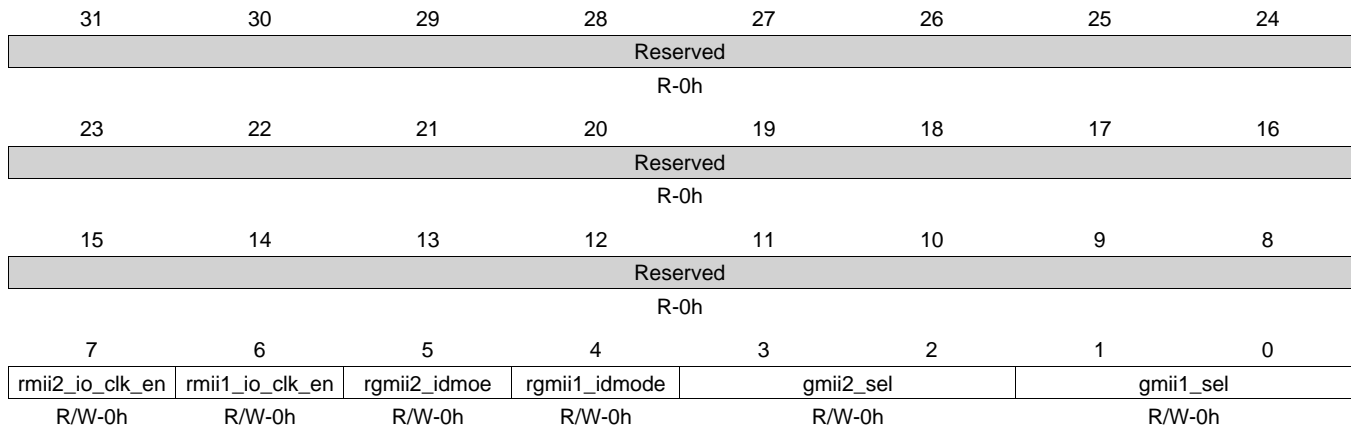 31 30 29 28 27 26 25 24
Reserved
R-0h
23 22 21 20 19 18 17 16
Reserved
R-0h
15 14 13 12 11 10 9 8
Reserved
R-0h
7 6 5 4 3 2 1 0
rmii2_io_clk_en rmii1_io_clk_en rgmii2_idmoe rgmii1_idmode gmii2_sel gmii1_sel
R/W-0h R/W-0h R/W-0h R/W-0h R/W-0h R/W-0h